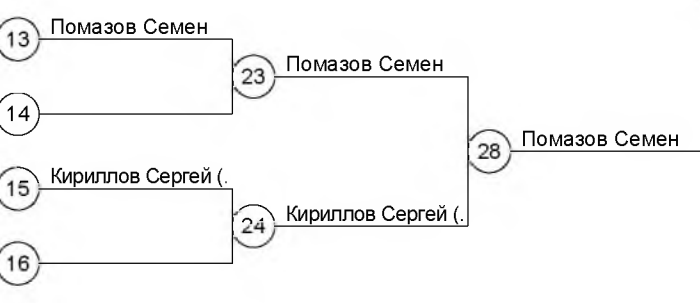 13 Помазов Семен
23 Помазов Семен
14
28 Помазов Семен
15 Кириллов Сергей (.
24 Кириллов Сергей (.
16